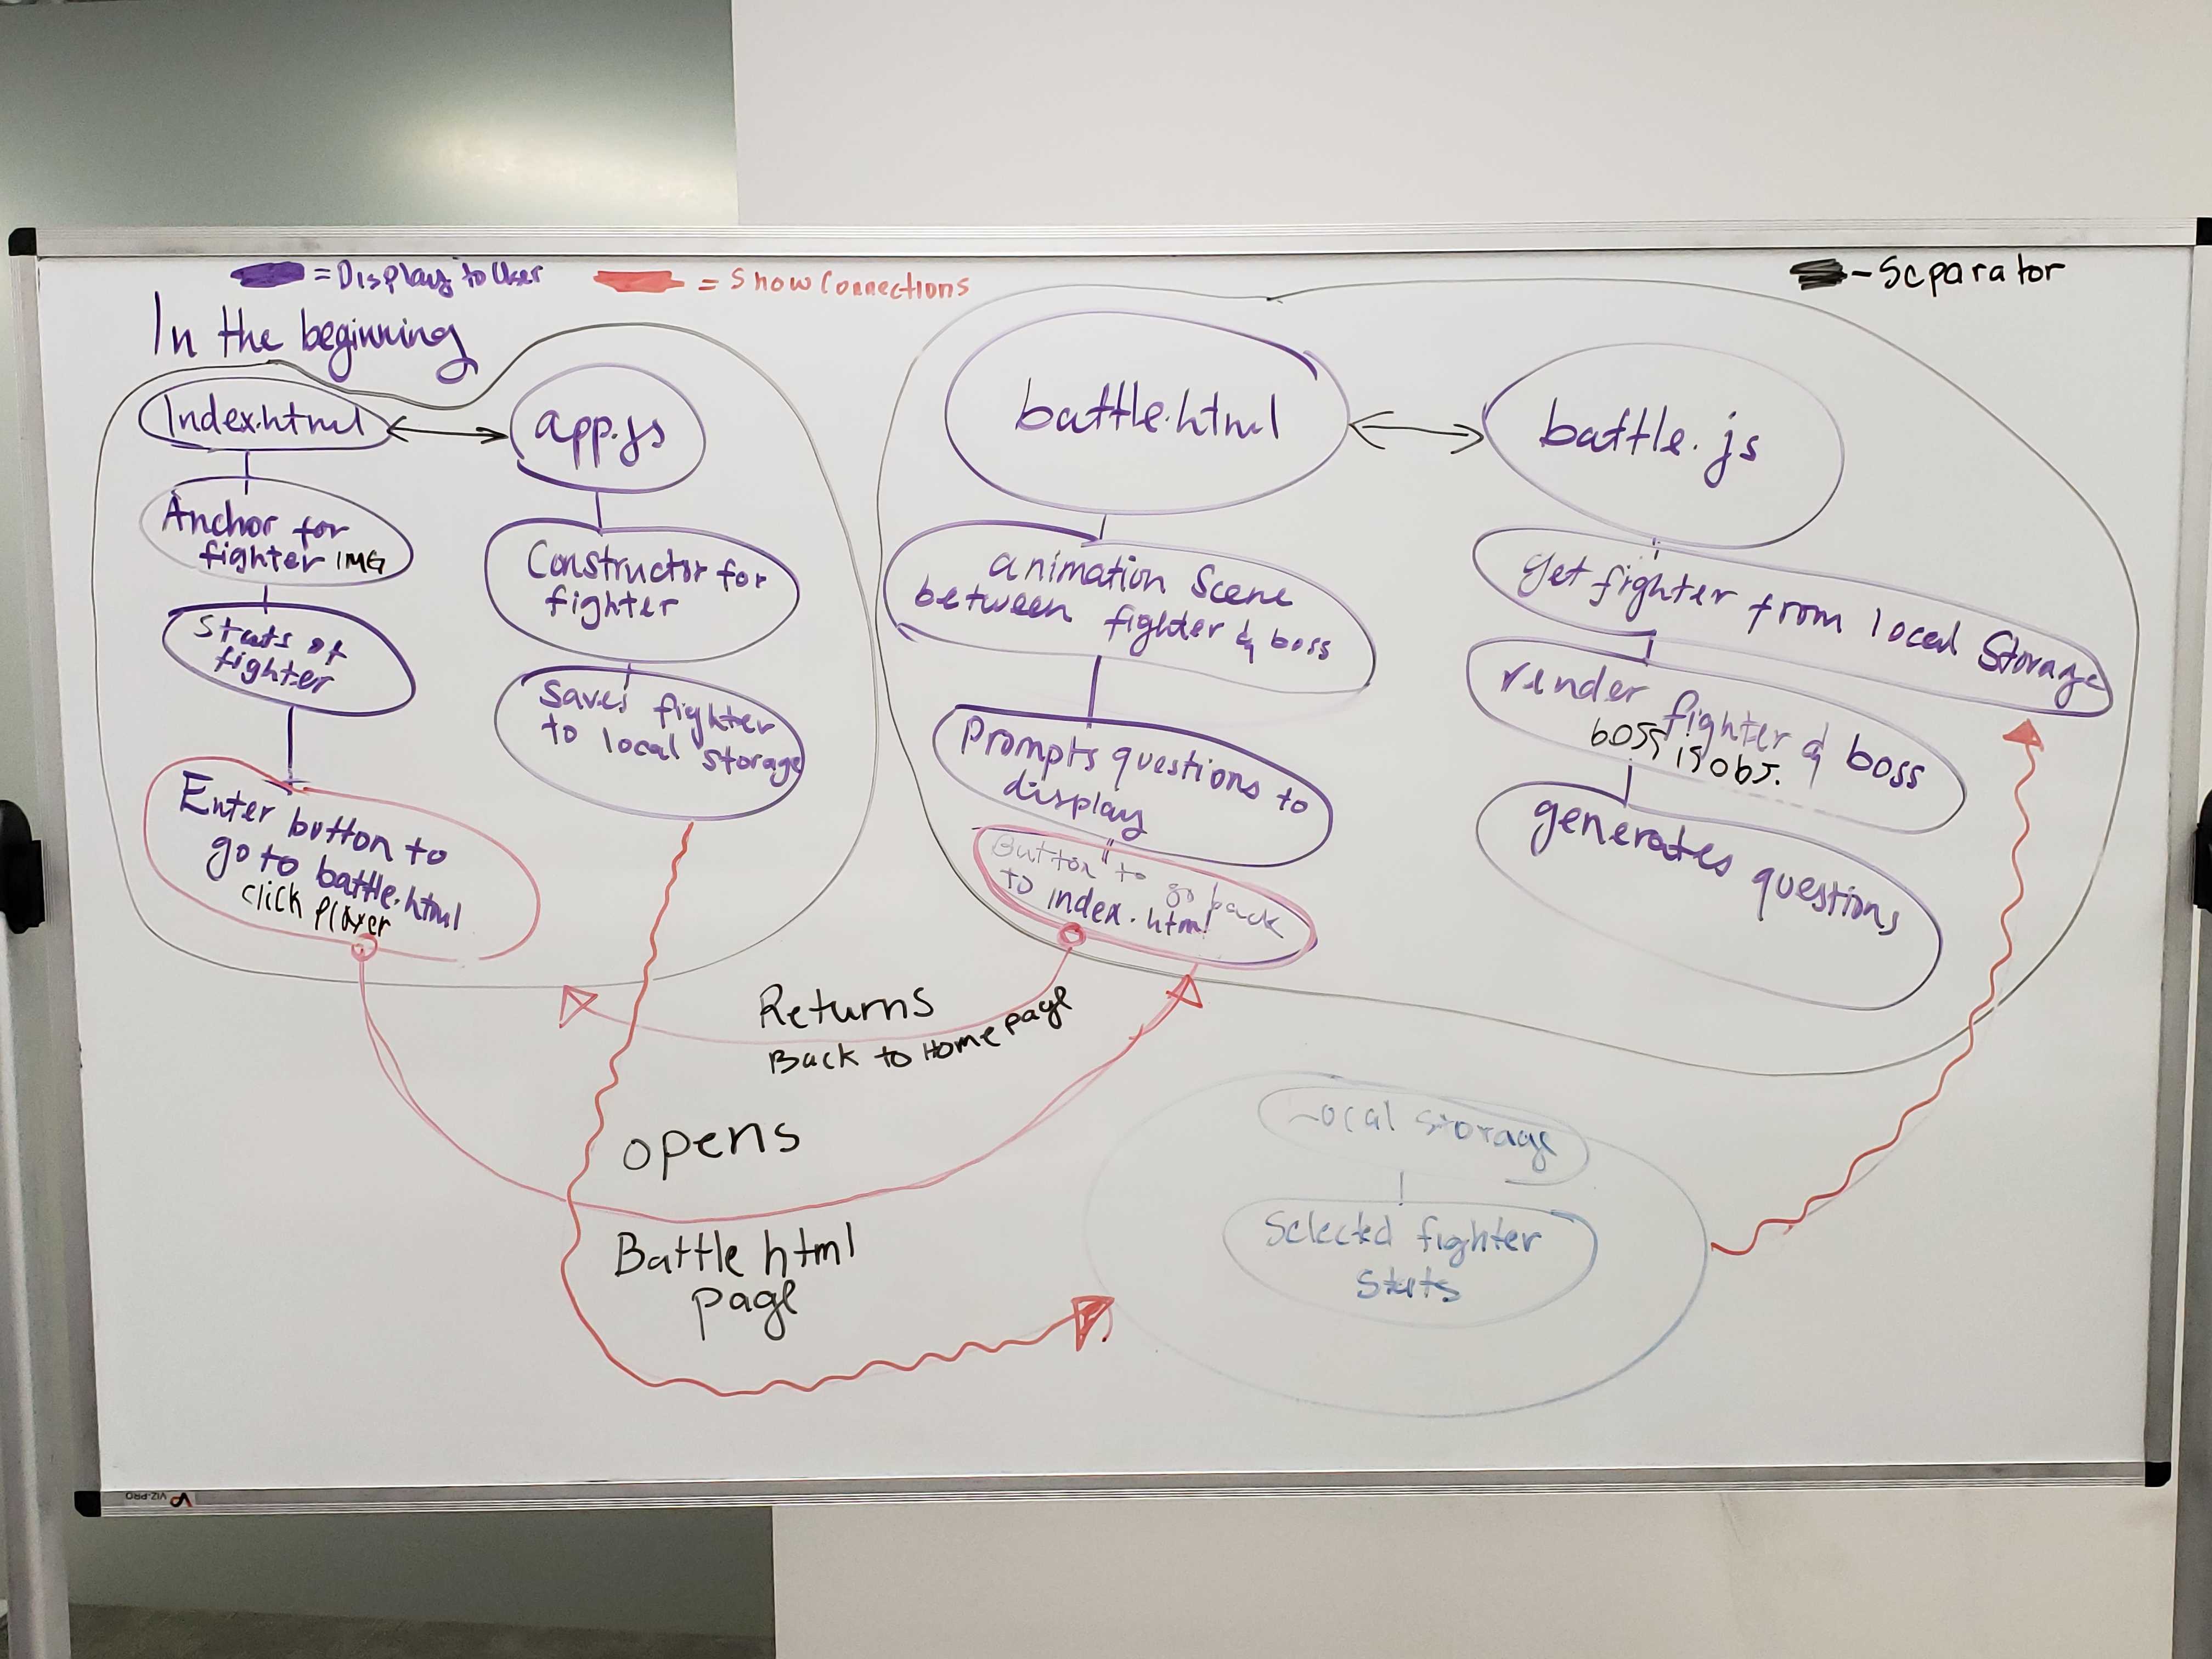 = Display to User
= Show Connections
- Separator
In the beginning
Index.html
app.js
Anchor for
fighter IMG
Stats of
fighter
Enter button to
go to battle.html
click player
Constructor for
fighter
Saves fighter
to local storage
battle.html
battle.js
animation Scene
between fighter & boss
Prompts questions to
display
Button to go back
to index.html
get fighter from local Storage
render fighter & boss
boss is obj.
generates questions
Returns
Back to Home page
opens
Battle html
page
Local storage
Selected fighter
Stats
VIZ-PRO